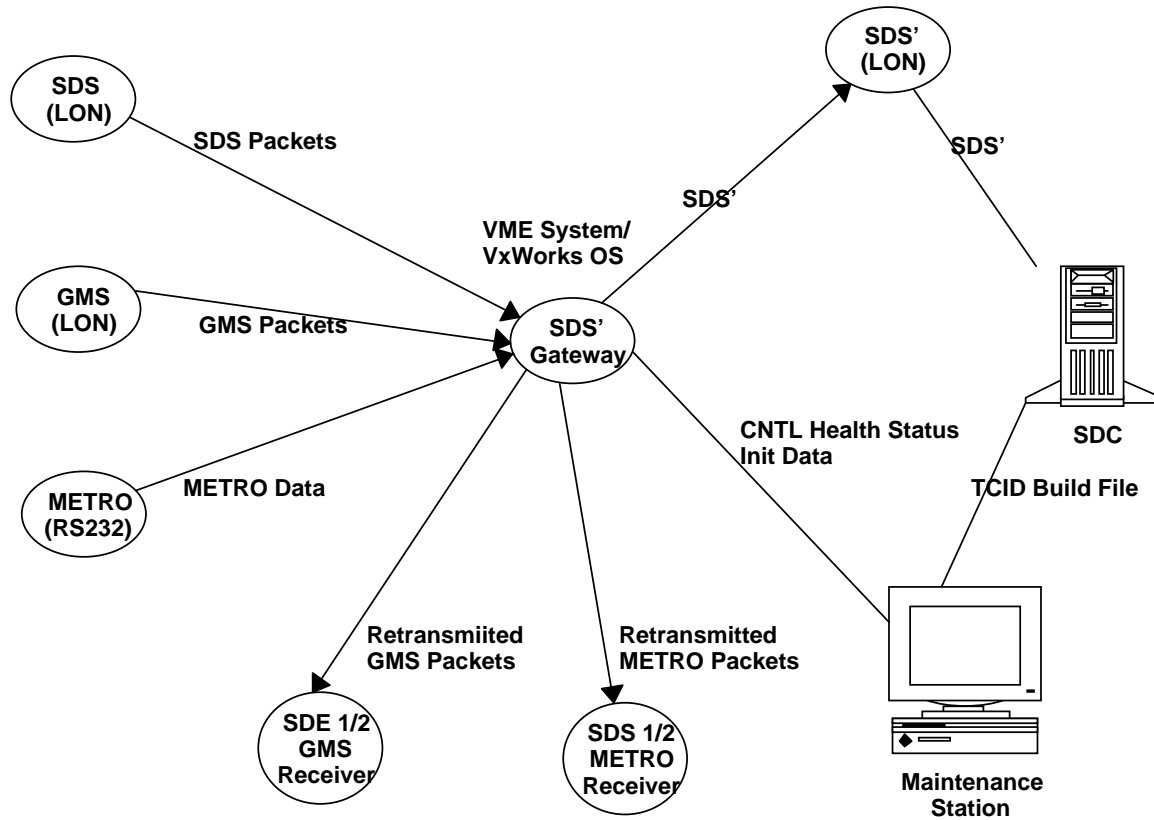 SDS
(LON)
SDS Packets
SDS’
(LON)
SDS’
SDS’
VME System/
VxWorks OS
GMS
(LON)
GMS Packets
SDS’
Gateway
SDC
METRO
(RS232)
METRO Data
CNTL Health Status
Init Data
TCID Build File
Retransmiited
GMS Packets
Retransmitted
METRO Packets
SDE 1/2
GMS
Receiver
SDS 1/2
METRO
Receiver
Maintenance
Station